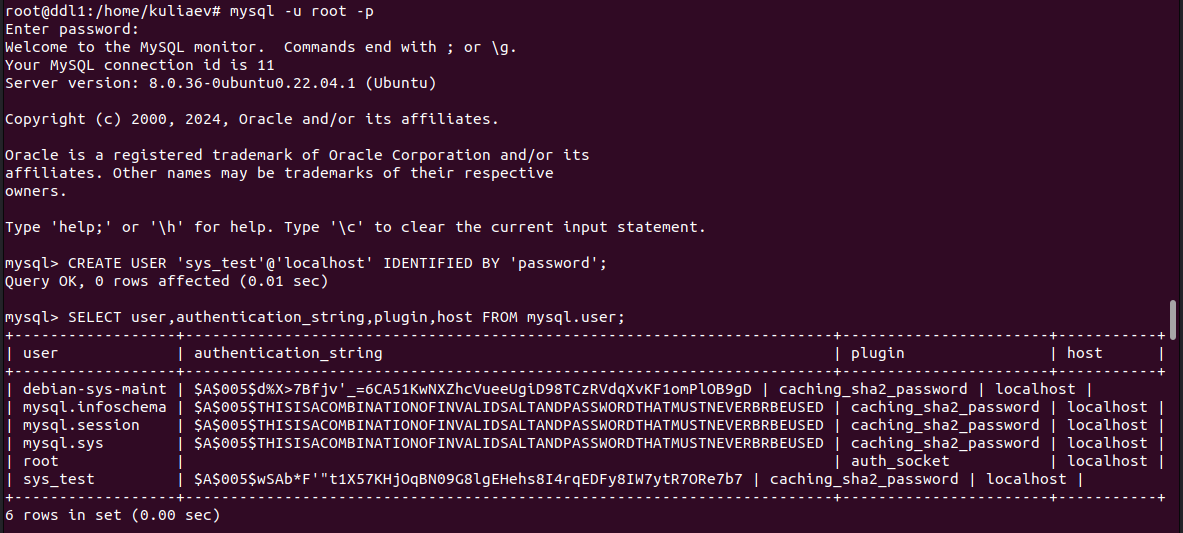 root@ddl1:/home/kuliaev# mysql -u root -p
Enter password:
Welcome to the MySQL monitor.  Commands end with ; or \g.
Your MySQL connection id is 11
Server version: 8.0.36-0ubuntu0.22.04.1 (Ubuntu)
Copyright (c) 2000, 2024, Oracle and/or its affiliates.
Oracle is a registered trademark of Oracle Corporation and/or its
affiliates. Other names may be trademarks of their respective
owners.
Type 'help;' or '\h' for help. Type '\c' to clear the current input statement.
mysql> CREATE USER 'sys_test'@'localhost' IDENTIFIED BY 'password';
Query OK, 0 rows affected (0.01 sec)
mysql> SELECT user,authentication_string,plugin,host FROM mysql.user;
+------------------+------------------------------------------------------------------------+-----------------------+-----------+
| user             | authentication_string                                                  | plugin                | host      |
+------------------+------------------------------------------------------------------------+-----------------------+-----------+
| debian-sys-maint | $A$005$d%X>7Bfjv'_=6CA51KwNXZhcVueeUgiD98TCzRVdqXvKF1omPlOB9gD | caching_sha2_password | localhost |
| mysql.infoschema | $A$005$THISISACOMBINATIONOFINVALIDSALTANDPASSWORDTHATMUSTNEVERBRBEUSED | caching_sha2_password | localhost |
| mysql.session    | $A$005$THISISACOMBINATIONOFINVALIDSALTANDPASSWORDTHATMUSTNEVERBRBEUSED | caching_sha2_password | localhost |
| mysql.sys        | $A$005$THISISACOMBINATIONOFINVALIDSALTANDPASSWORDTHATMUSTNEVERBRBEUSED | caching_sha2_password | localhost |
| root             |                                                                        | auth_socket           | localhost |
| sys_test         | $A$005$wSAb*F'"t1X57KHjOqBN09G8lgEHehs8I4rqEDFy8IW7ytR7ORe7b7 | caching_sha2_password | localhost |
+------------------+------------------------------------------------------------------------+-----------------------+-----------+
6 rows in set (0.00 sec)